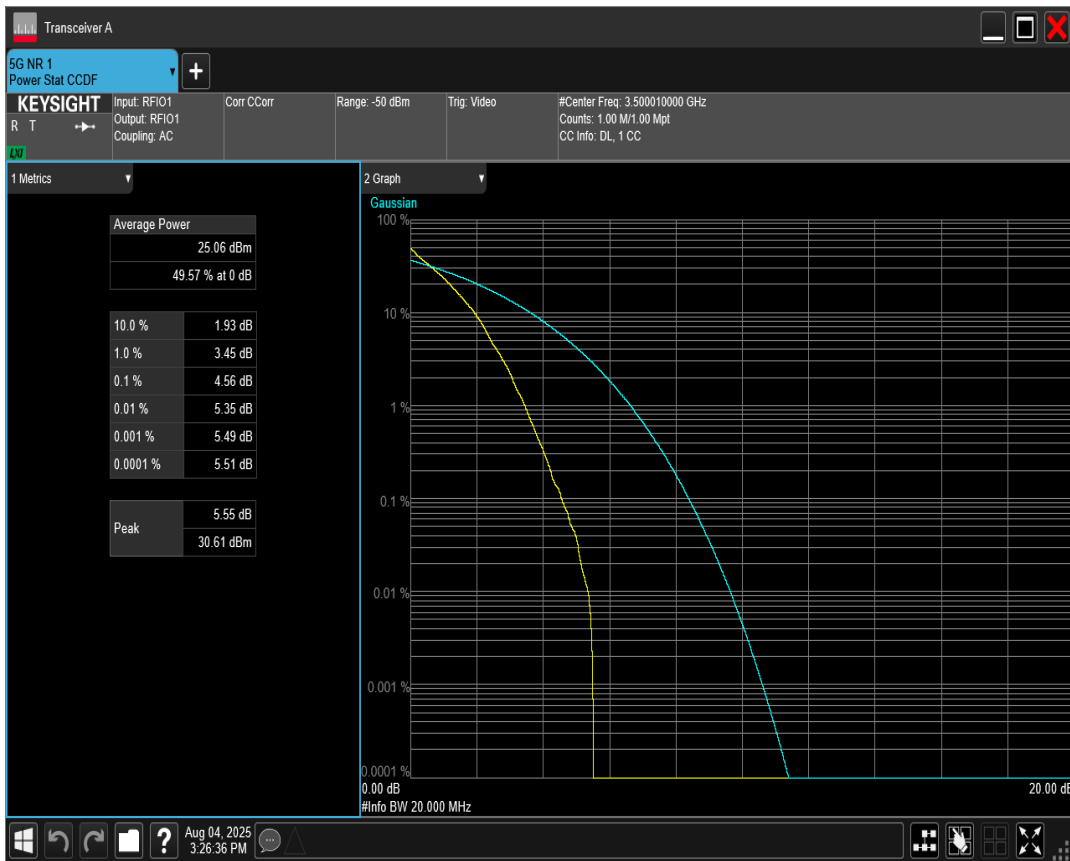 Transceiver A
5G NR 1
Power Stat CCDF
KEYSIGHT
R T
LXI
Input: RFIO1
Output: RFIO1
Coupling: AC
Corr CCorr
Range: -50 dBm
Trig: Video
#Center Freq: 3.500010000 GHz
Counts: 1.00 M/1.00 Mpt
CC Info: DL, 1 CC
1 Metrics
Average Power
25.06 dBm
49.57 % at 0 dB
10.0 % 1.93 dB
1.0 % 3.45 dB
0.1 % 4.56 dB
0.01 % 5.35 dB
0.001 % 5.49 dB
0.0001 % 5.51 dB
Peak
5.55 dB
30.61 dBm
2 Graph
Gaussian
100 %
10 %
1 %
0.1 %
0.01 %
0.001 %
0.0001 %
0.00 dB 20.00 dB
#Info BW 20.000 MHz
Aug 04, 2025
3:26:36 PM